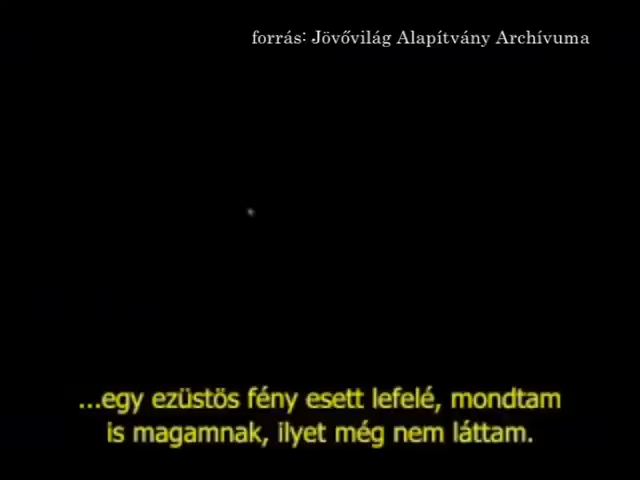 forrás: Jövővilág Alapítvány Archívuma
...egy ezüstös fény esett lefelé, mondtam
is magamnak, ilyet még nem láttam.